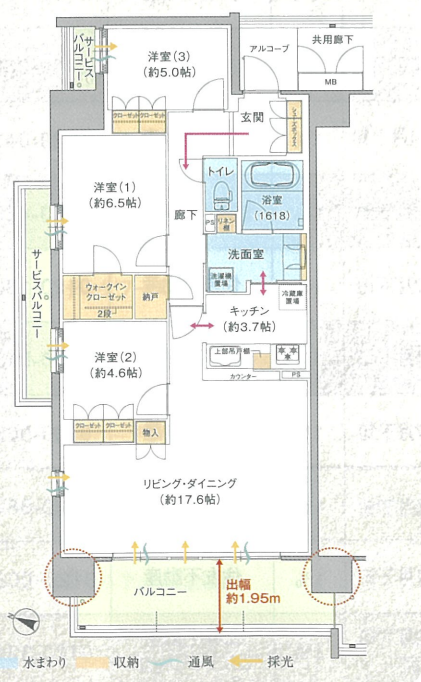 サービス
バルコニー
洋室(3)
(約5.0帖)
アルコーブ
共用廊下
MB
クローゼット
クローゼット
玄関
シューズボックス
洋室(1)
(約6.5帖)
廊下
トイレ
浴室
(1618)
PS
リネン
棚
洗面室
洗濯機
置場
サービスバルコニー
ウォークイン
クローゼット
2段
納戸
キッチン
(約3.7帖)
冷蔵庫
置場
洋室(2)
(約4.6帖)
上部吊戸棚
カウンター
PS
クローゼット
クローゼット
物入
リビング・ダイニング
(約17.6帖)
バルコニー
出幅
約1.95m
水まわり
収納
通風
採光